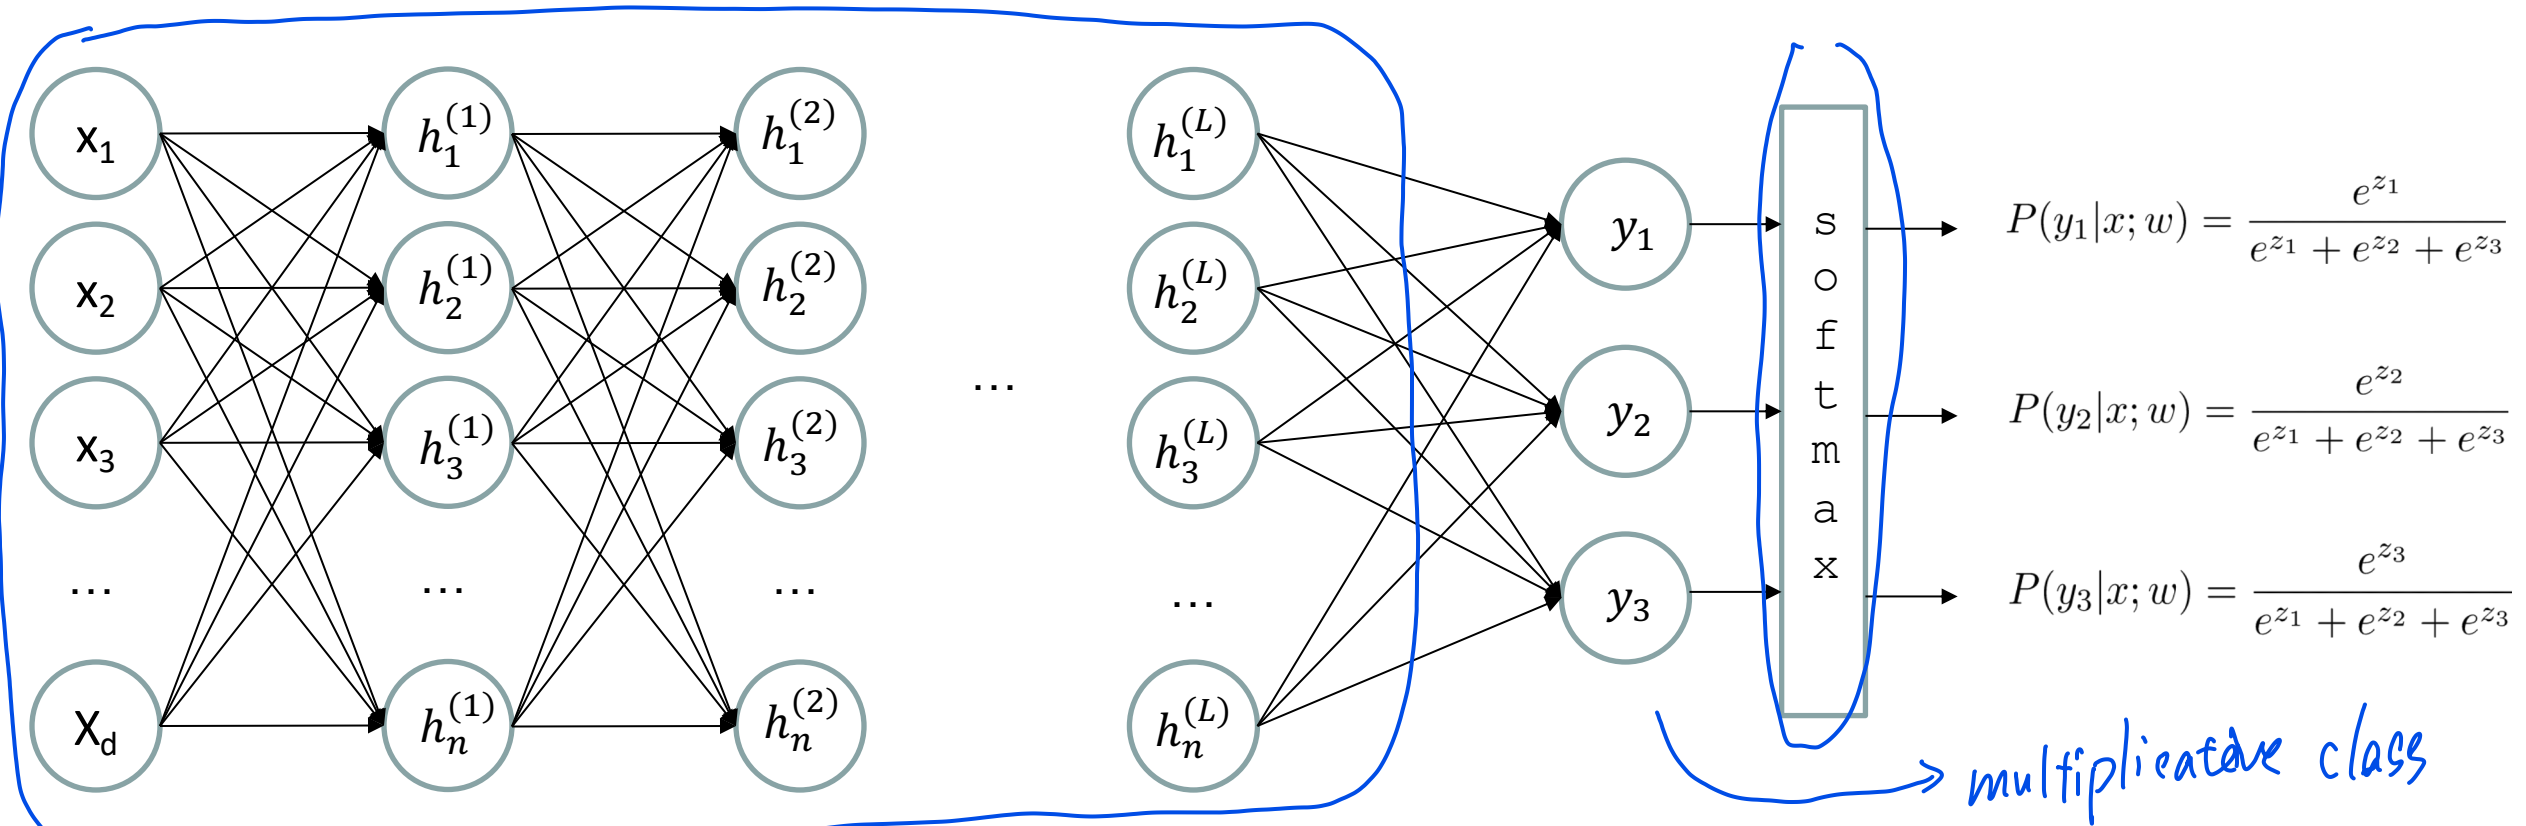 x₁ h₁⁽¹⁾ h₁⁽²⁾ h₁⁽ᴸ⁾
x₂ h₂⁽¹⁾ h₂⁽²⁾ h₂⁽ᴸ⁾
x₃ h₃⁽¹⁾ h₃⁽²⁾ ... h₃⁽ᴸ⁾
... ... ... ...
X_d hₙ⁽¹⁾ hₙ⁽²⁾ hₙ⁽ᴸ⁾
y₁
y₂
y₃
softmax
P(y₁|x; w) = e^{z₁} / (e^{z₁} + e^{z₂} + e^{z₃})
P(y₂|x; w) = e^{z₂} / (e^{z₁} + e^{z₂} + e^{z₃})
P(y₃|x; w) = e^{z₃} / (e^{z₁} + e^{z₂} + e^{z₃})
multiplicative class